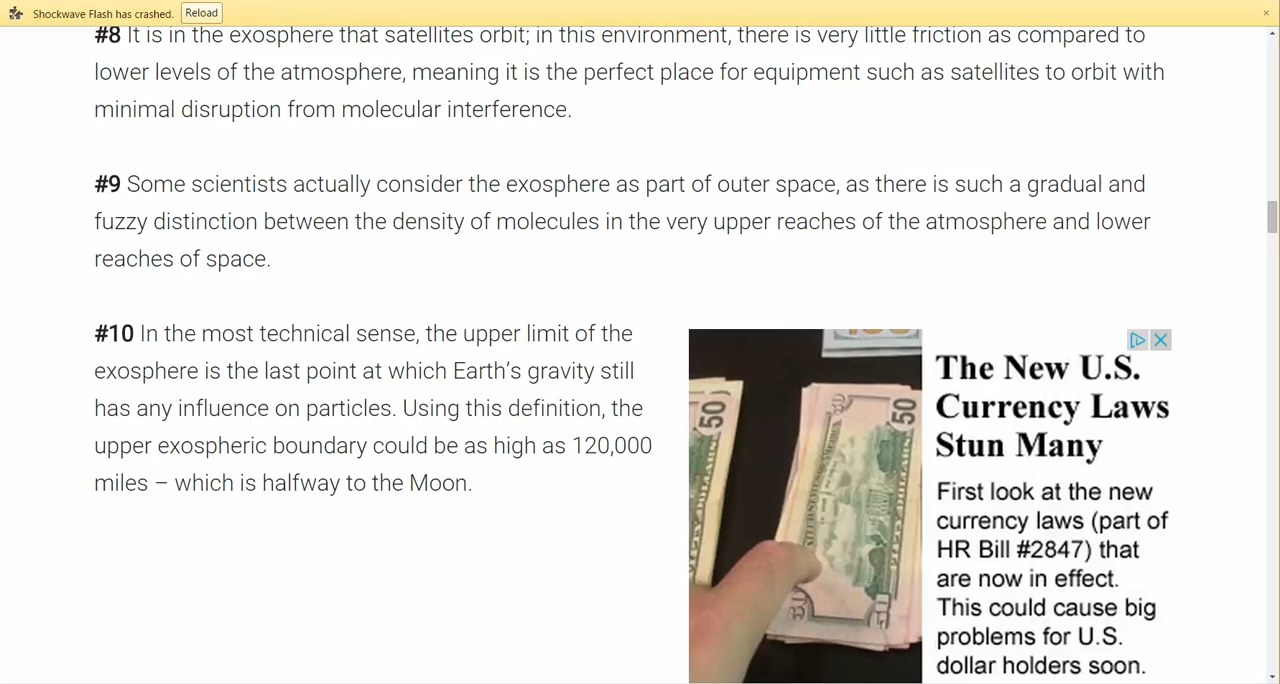 Shockwave Flash has crashed. Reload
#8 It is in the exosphere that satellites orbit; in this environment, there is very little friction as compared to
lower levels of the atmosphere, meaning it is the perfect place for equipment such as satellites to orbit with
minimal disruption from molecular interference.
#9 Some scientists actually consider the exosphere as part of outer space, as there is such a gradual and
fuzzy distinction between the density of molecules in the very upper reaches of the atmosphere and lower
reaches of space.
#10 In the most technical sense, the upper limit of the
exosphere is the last point at which Earth’s gravity still
has any influence on particles. Using this definition, the
upper exospheric boundary could be as high as 120,000
miles – which is halfway to the Moon.
50
50
50
50
The New U.S.
Currency Laws
Stun Many
First look at the new
currency laws (part of
HR Bill #2847) that
are now in effect.
This could cause big
problems for U.S.
dollar holders soon.